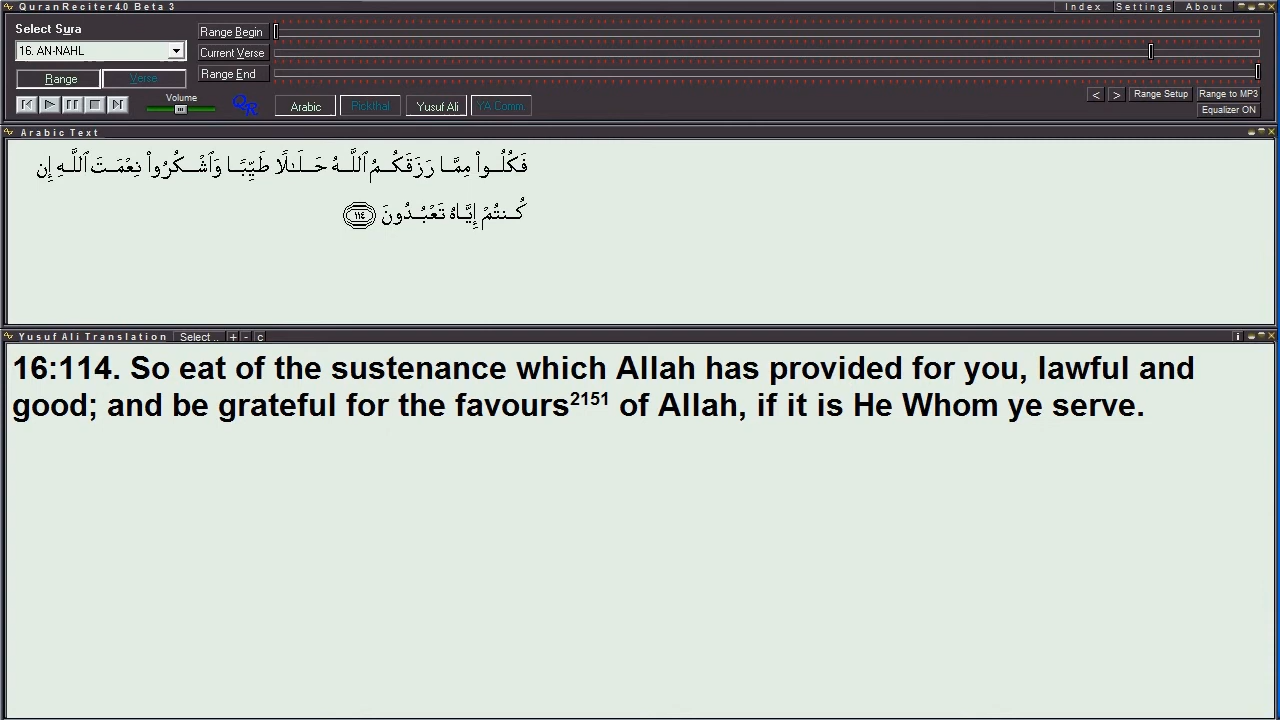 QuranReciter4.0 Beta 3
Index Settings About
Select Sura
16. AN-NAHL
Range Verse
Volume
Range Begin
Current Verse
Range End
Arabic Pickthal Yusuf Ali YA Comm.
< > Range Setup Range to MP3
Equalizer ON
Arabic Text
فَكُلُوا۟ مِمَّا رَزَقَكُمُ ٱللَّهُ حَلَـٰلًا طَيِّبًا وَٱشْكُرُوا۟ نِعْمَتَ ٱللَّهِ إِن
كُنتُمْ إِيَّاهُ تَعْبُدُونَ ١١٤
Yusuf Ali Translation Select .. + - c i
16:114. So eat of the sustenance which Allah has provided for you, lawful and
good; and be grateful for the favours2151 of Allah, if it is He Whom ye serve.